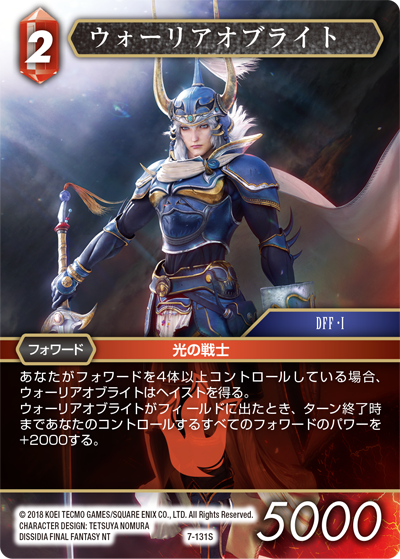 2
ウォーリアオブライト
DFF・I
フォワード
光の戦士
あなたがフォワードを4体以上コントロールしている場合、
ウォーリアオブライトはヘイストを得る。
ウォーリアオブライトがフィールドに出たとき、ターン終了時
まであなたのコントロールするすべてのフォワードのパワーを
+2000する。
© 2018 KOEI TECMO GAMES/SQUARE ENIX CO., LTD. All Rights Reserved.
CHARACTER DESIGN: TETSUYA NOMURA
DISSIDIA FINAL FANTASY NT
7-131S
5000